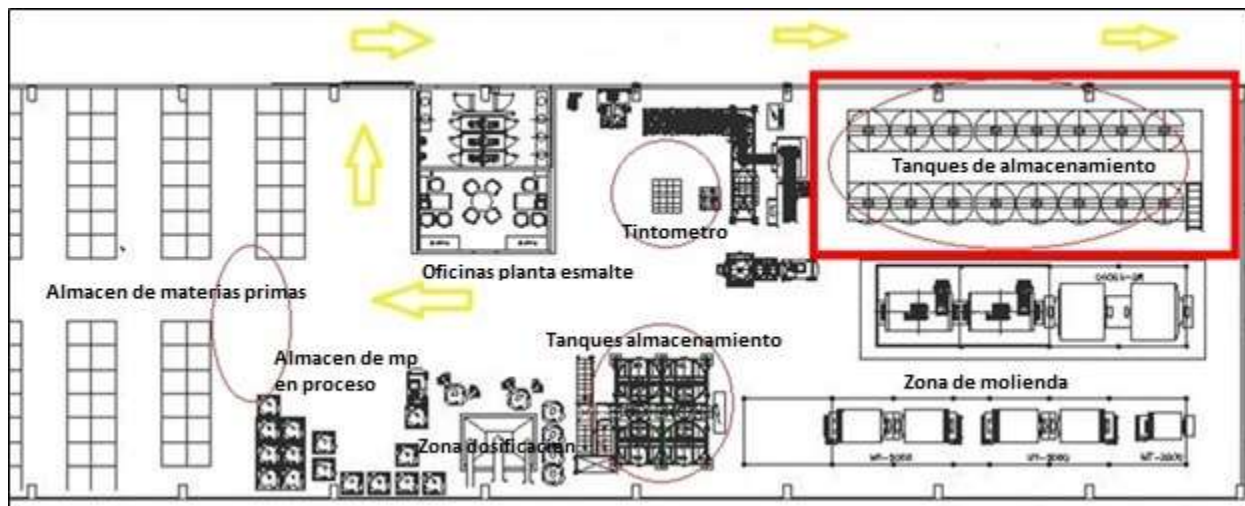 Tanques de almacenamiento
Tintometro
Oficinas planta esmalte
Almacen de materias primas
Tanques almacenamiento
Almacen de mp
en proceso
Zona de molienda
Zona dosificación